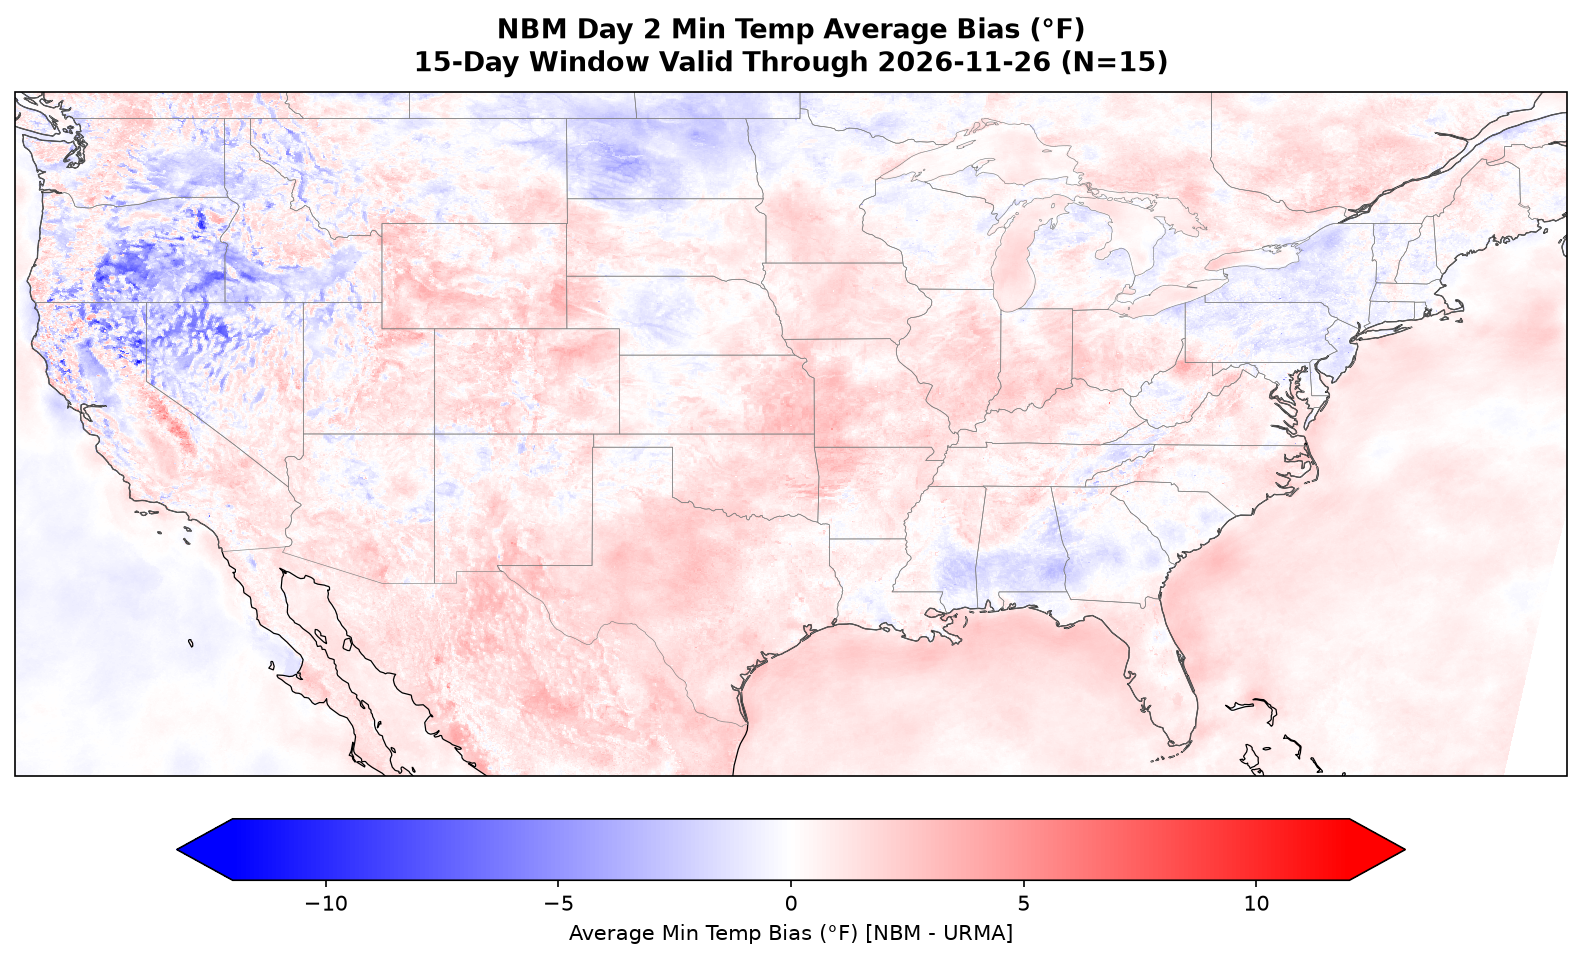 NBM Day 2 Min Temp Average Bias (°F)
15-Day Window Valid Through 2026-11-26 (N=15)
−10
−5
0
5
10
Average Min Temp Bias (°F) [NBM - URMA]